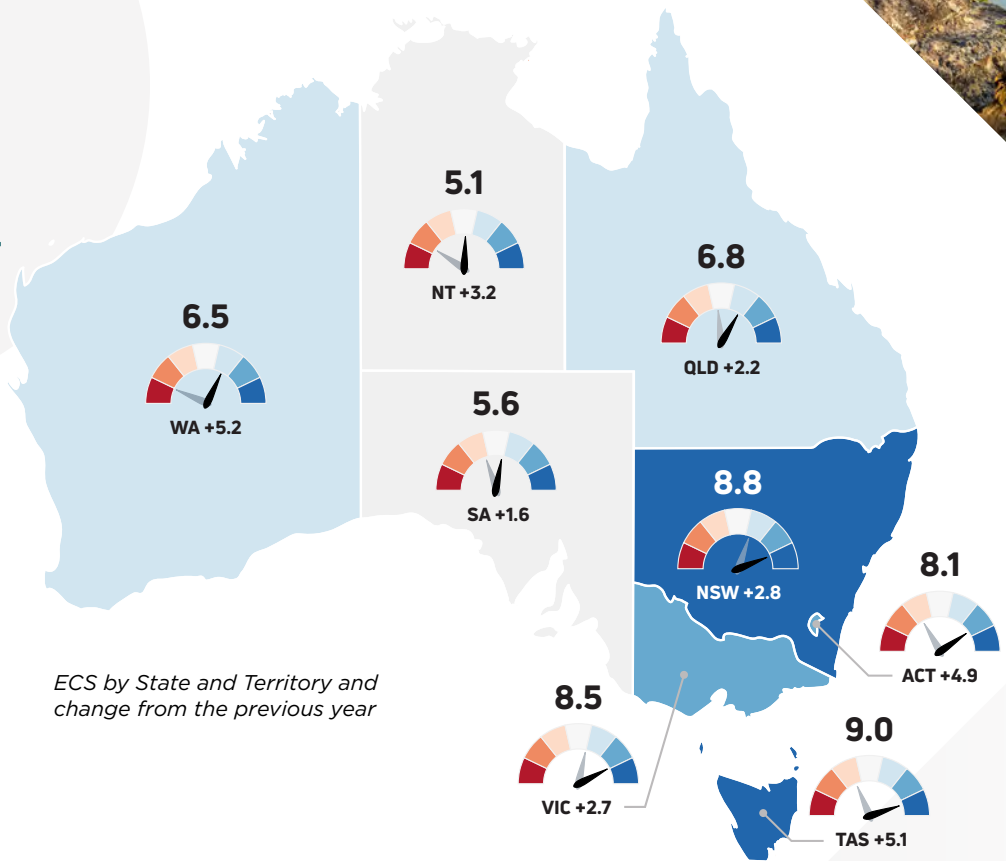 5.1
NT +3.2
6.8
QLD +2.2
6.5
WA +5.2
5.6
SA +1.6
8.8
NSW +2.8
8.1
ACT +4.9
ECS by State and Territory and
change from the previous year
8.5
VIC +2.7
9.0
TAS +5.1